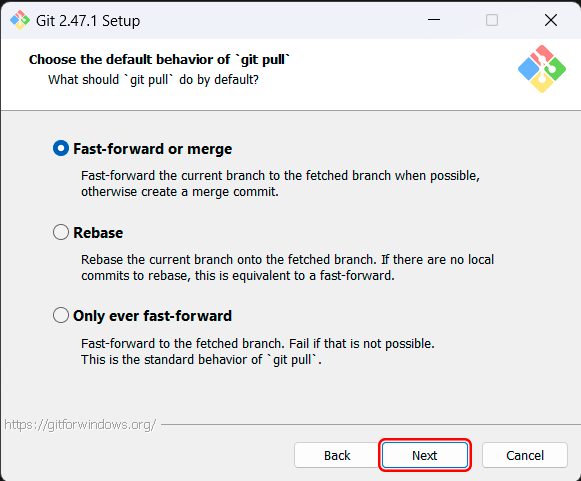 Git 2.47.1 Setup
Choose the default behavior of `git pull`
What should `git pull` do by default?
Fast-forward or merge
Fast-forward the current branch to the fetched branch when possible,
otherwise create a merge commit.
Rebase
Rebase the current branch onto the fetched branch. If there are no local
commits to rebase, this is equivalent to a fast-forward.
Only ever fast-forward
Fast-forward to the fetched branch. Fail if that is not possible.
This is the standard behavior of `git pull`.
https://gitforwindows.org/
Back Next Cancel